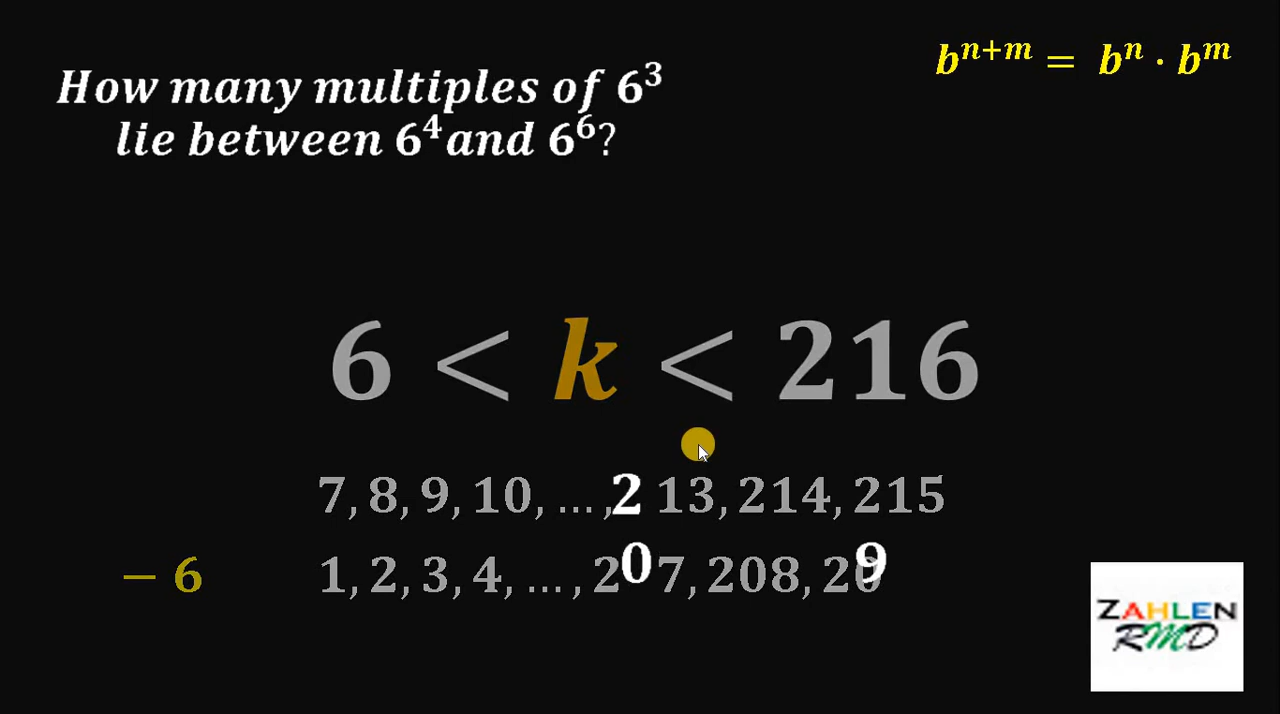 How many multiples of 6³
lie between 6⁴ and 6⁶?
bⁿ⁺ᵐ = bⁿ · bᵐ
6 < k < 216
7, 8, 9, 10, ..., 213, 214, 215
− 6 1, 2, 3, 4, ..., 207, 208, 209
ZAHLEN
RMD